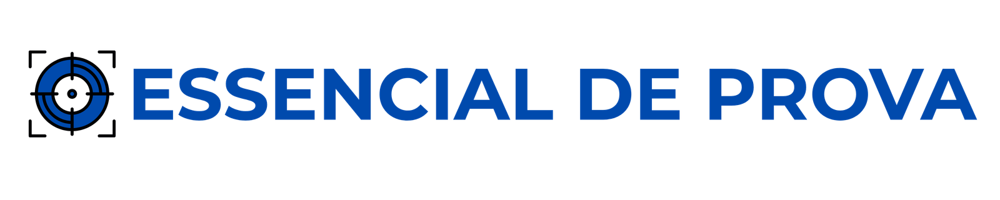 ESSENCIAL DE PROVA